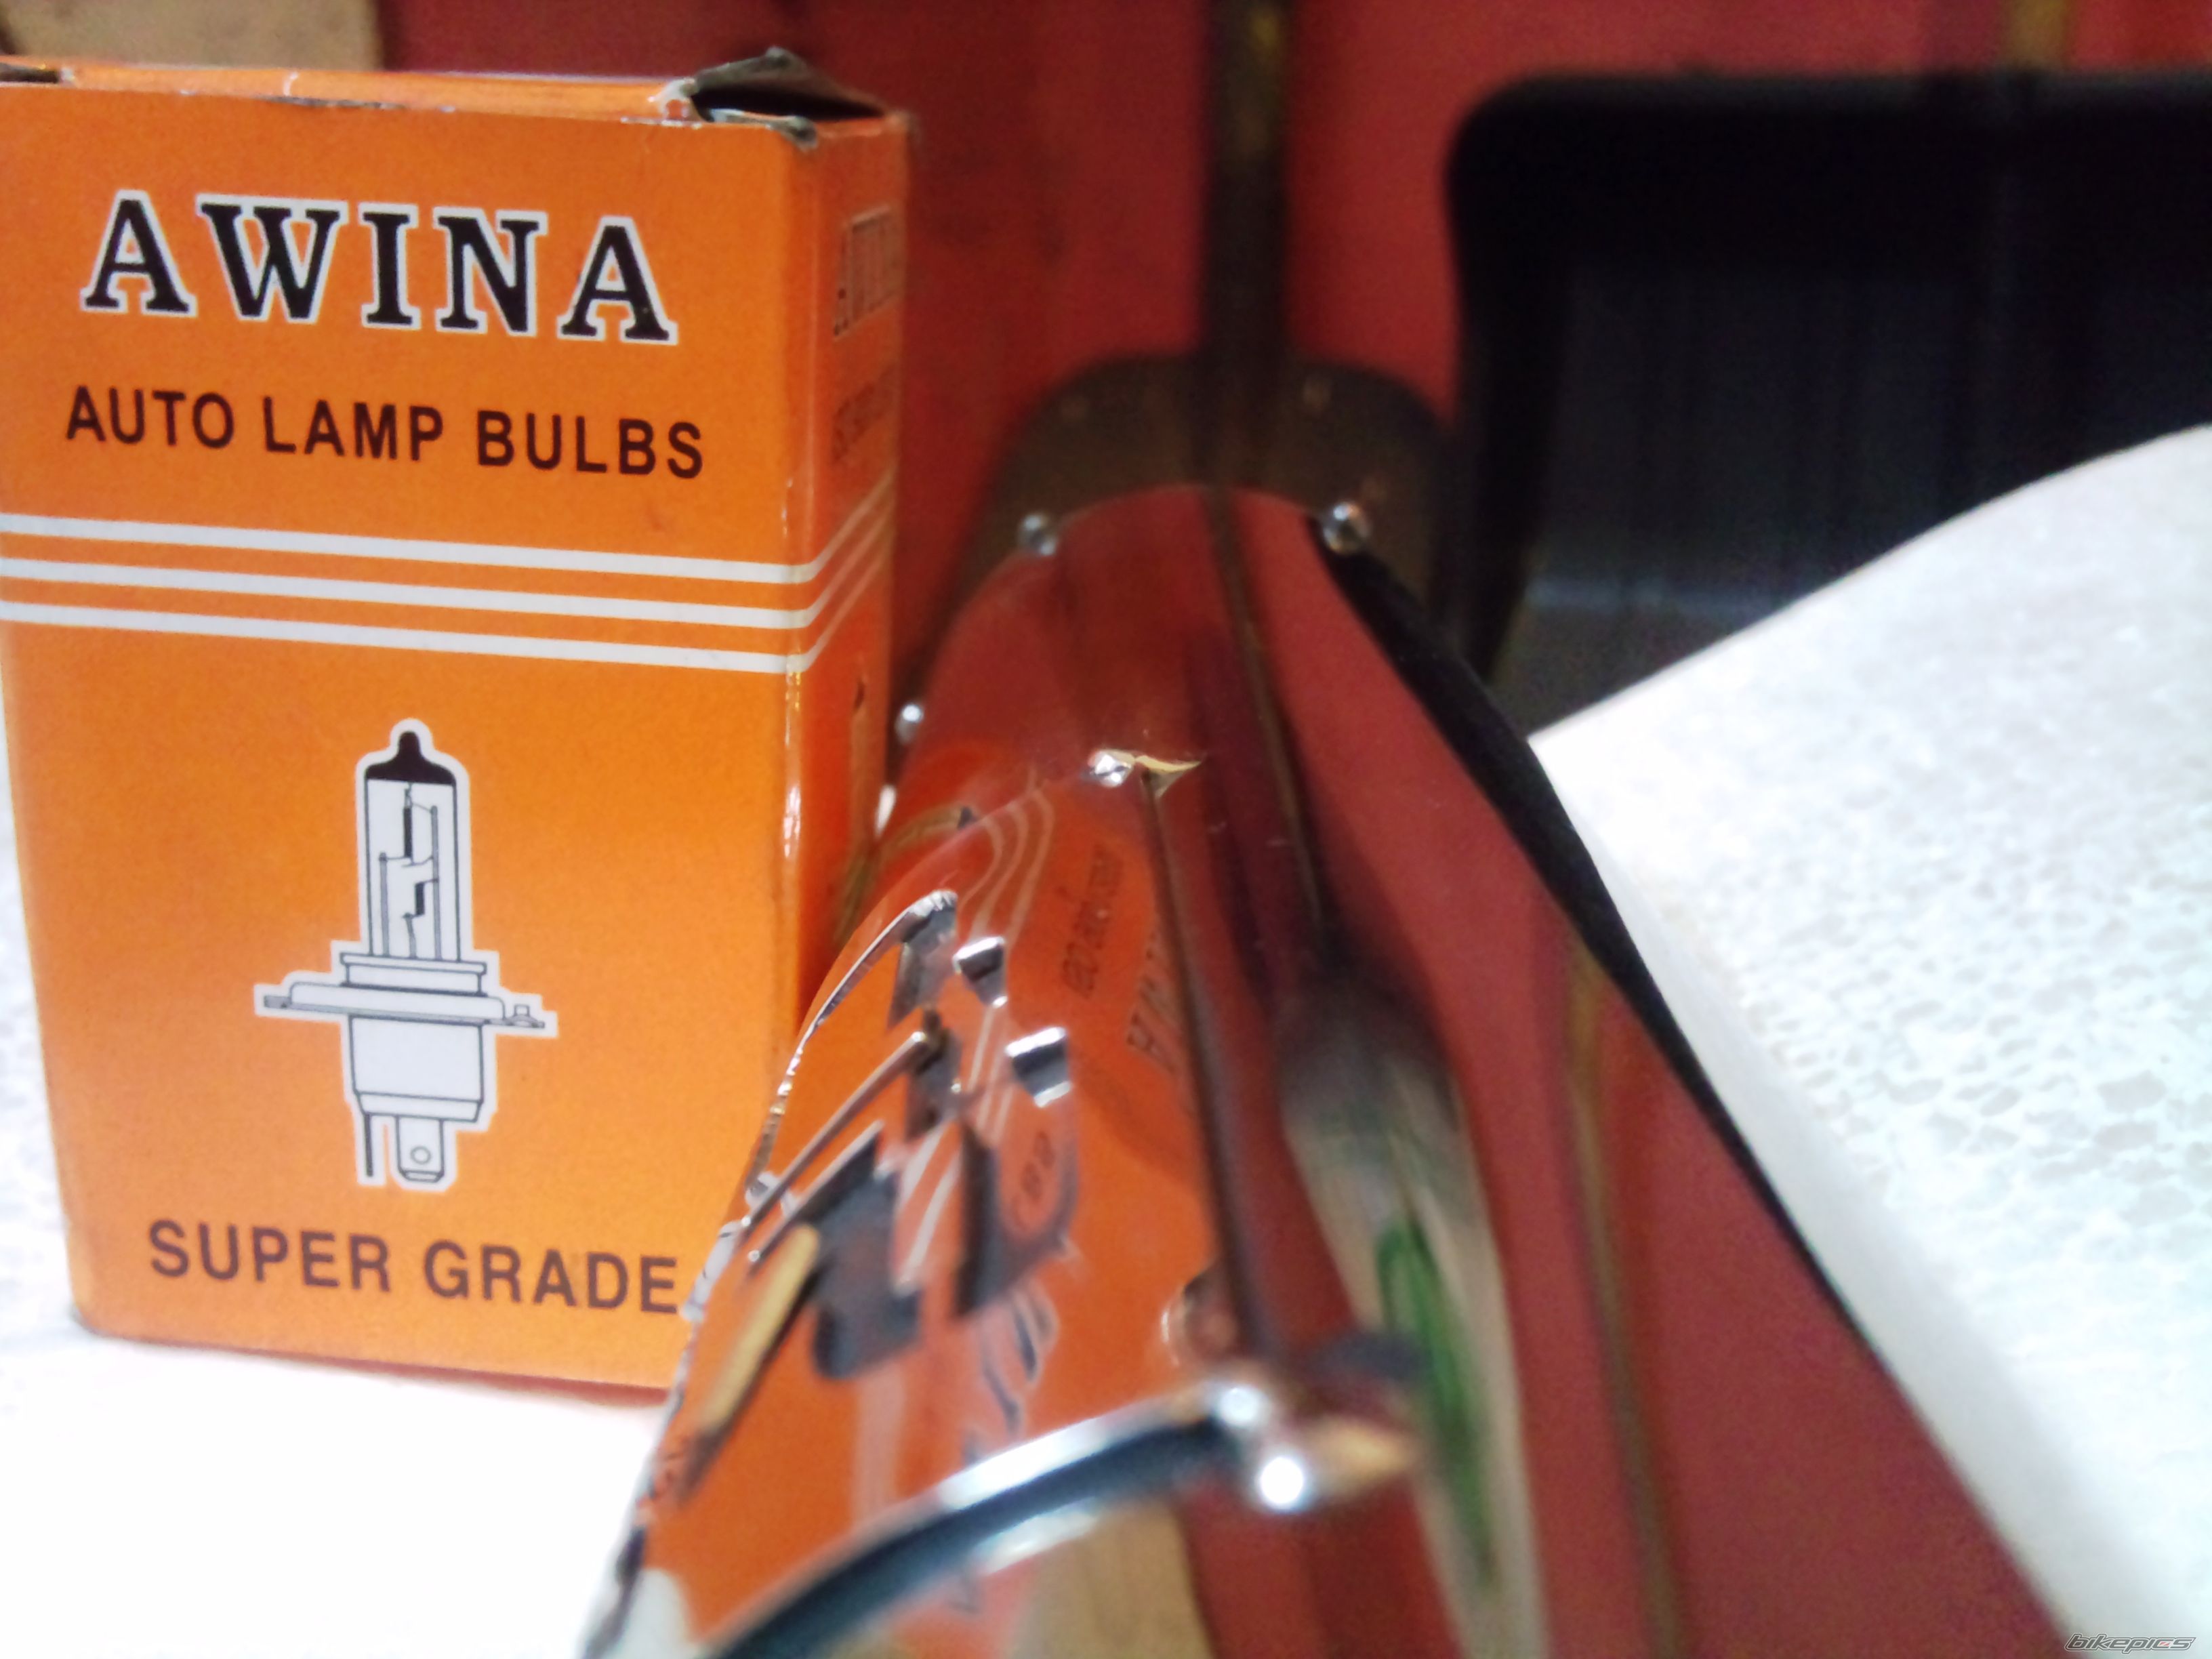 AWINA
AUTO LAMP BULBS
SUPER GRADE
bikepics